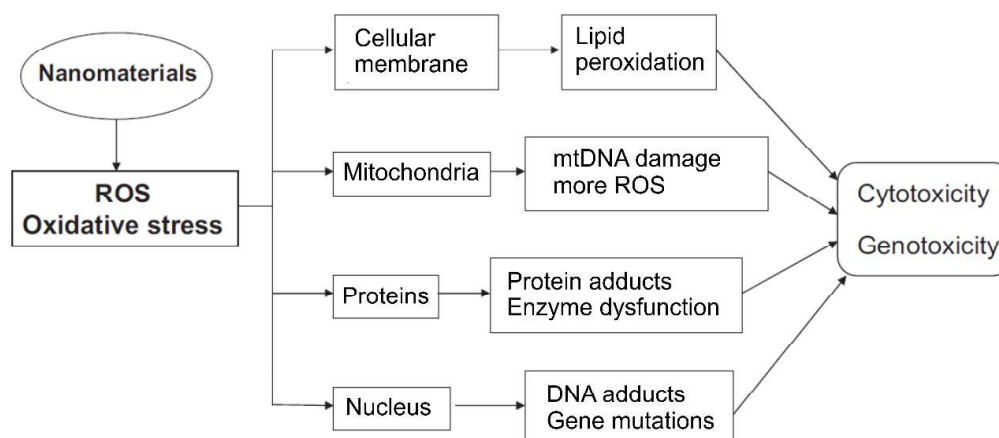 Nanomaterials
ROS
Oxidative stress
Cellular
membrane
Lipid
peroxidation
Mitochondria
mtDNA damage
more ROS
Proteins
Protein adducts
Enzyme dysfunction
Nucleus
DNA adducts
Gene mutations
Cytotoxicity
Genotoxicity